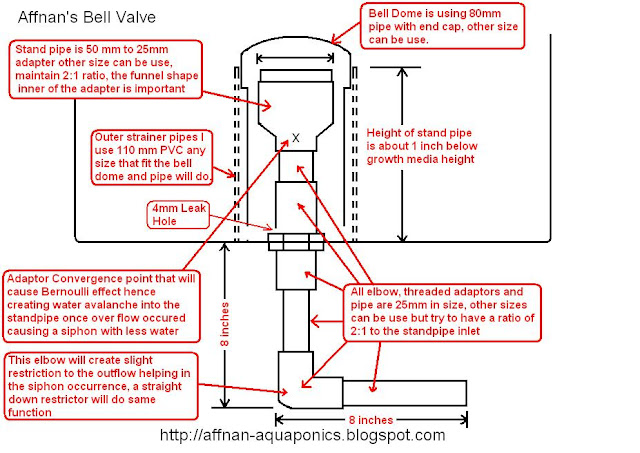 Affnan's Bell Valve
Bell Dome is using 80mm
pipe with end cap, other size
can be use.
Stand pipe is 50 mm to 25mm
adapter other size can be use,
maintain 2:1 ratio, the funnel shape
inner of the adapter is important
X
Height of stand pipe
is about 1 inch below
growth media height
Outer strainer pipes I
use 110 mm PVC any
size that fit the bell
dome and pipe will do.
4mm Leak
Hole
Adaptor Convergence point that will
cause Bernoulli effect hence
creating water avalanche into the
standpipe once over flow occured
causing a siphon with less water
8 inches
All elbow, threaded adaptors and
pipe are 25mm in size, other sizes
can be use but try to have a ratio of
2:1 to the standpipe inlet
This elbow will create slight
restriction to the outflow helping in
the siphon occurrence, a straight
down restrictor will do same
function
8 inches
http://affnan-aquaponics.blogspot.com